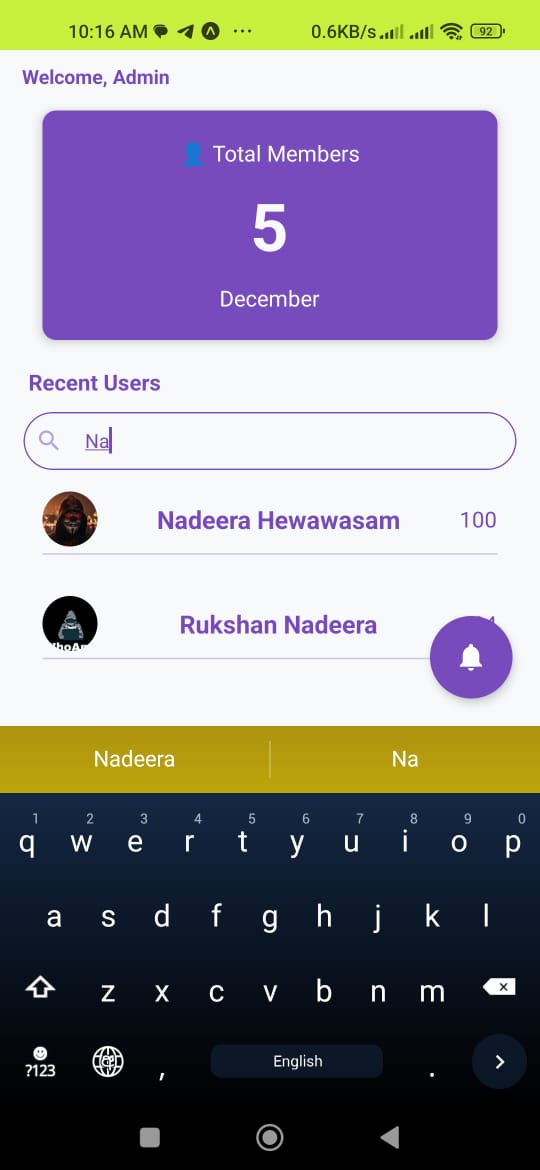 10:16 AM ··· 0.6KB/s 92
Welcome, Admin
👤 Total Members
5
December
Recent Users
Na
Nadeera Hewawasam 100
Rukshan Nadeera
Nadeera Na
1 2 3 4 5 6 7 8 9 0
q w e r t y u i o p
a s d f g h j k l
z x c v b n m
?123 , English .